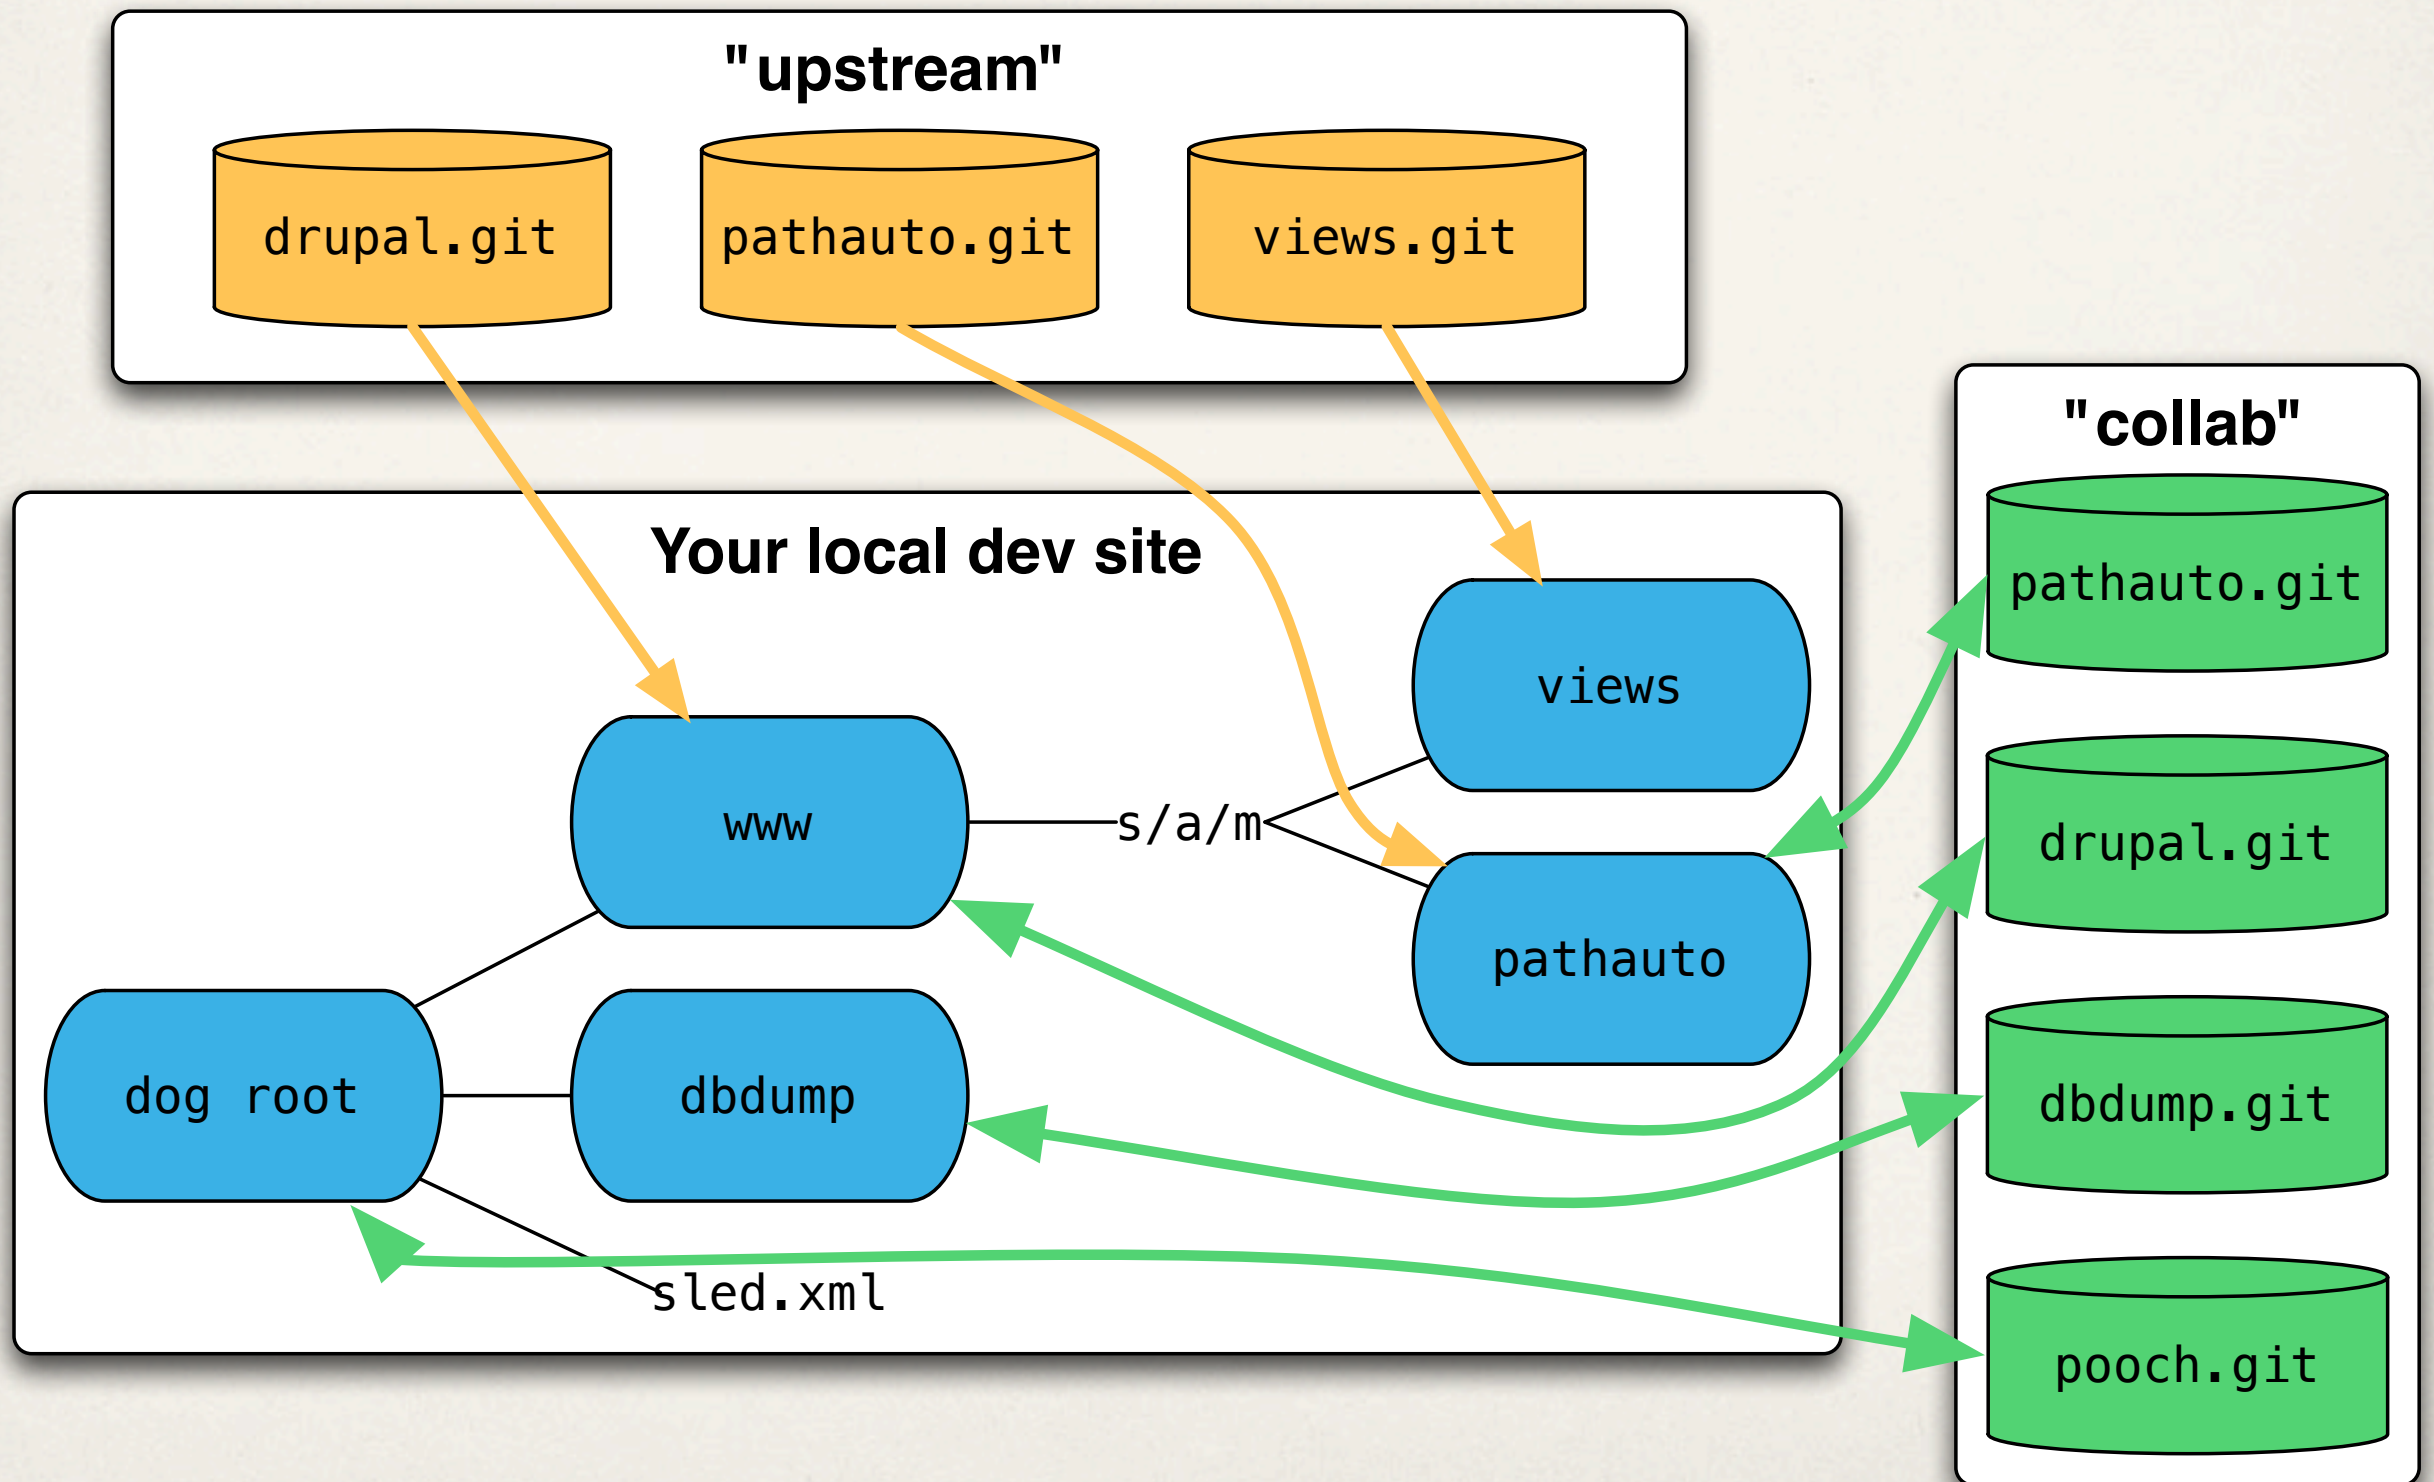 "upstream"
drupal.git
pathauto.git
views.git
"collab"
pathauto.git
drupal.git
dbdump.git
pooch.git
Your local dev site
views
www
s/a/m
pathauto
dog root
dbdump
sled.xml